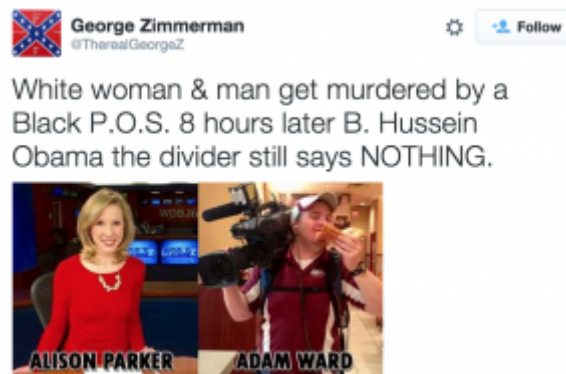 George Zimmerman
@TherealGeorgeZ
Follow
White woman & man get murdered by a
Black P.O.S. 8 hours later B. Hussein
Obama the divider still says NOTHING.
ALISON PARKER
ADAM WARD